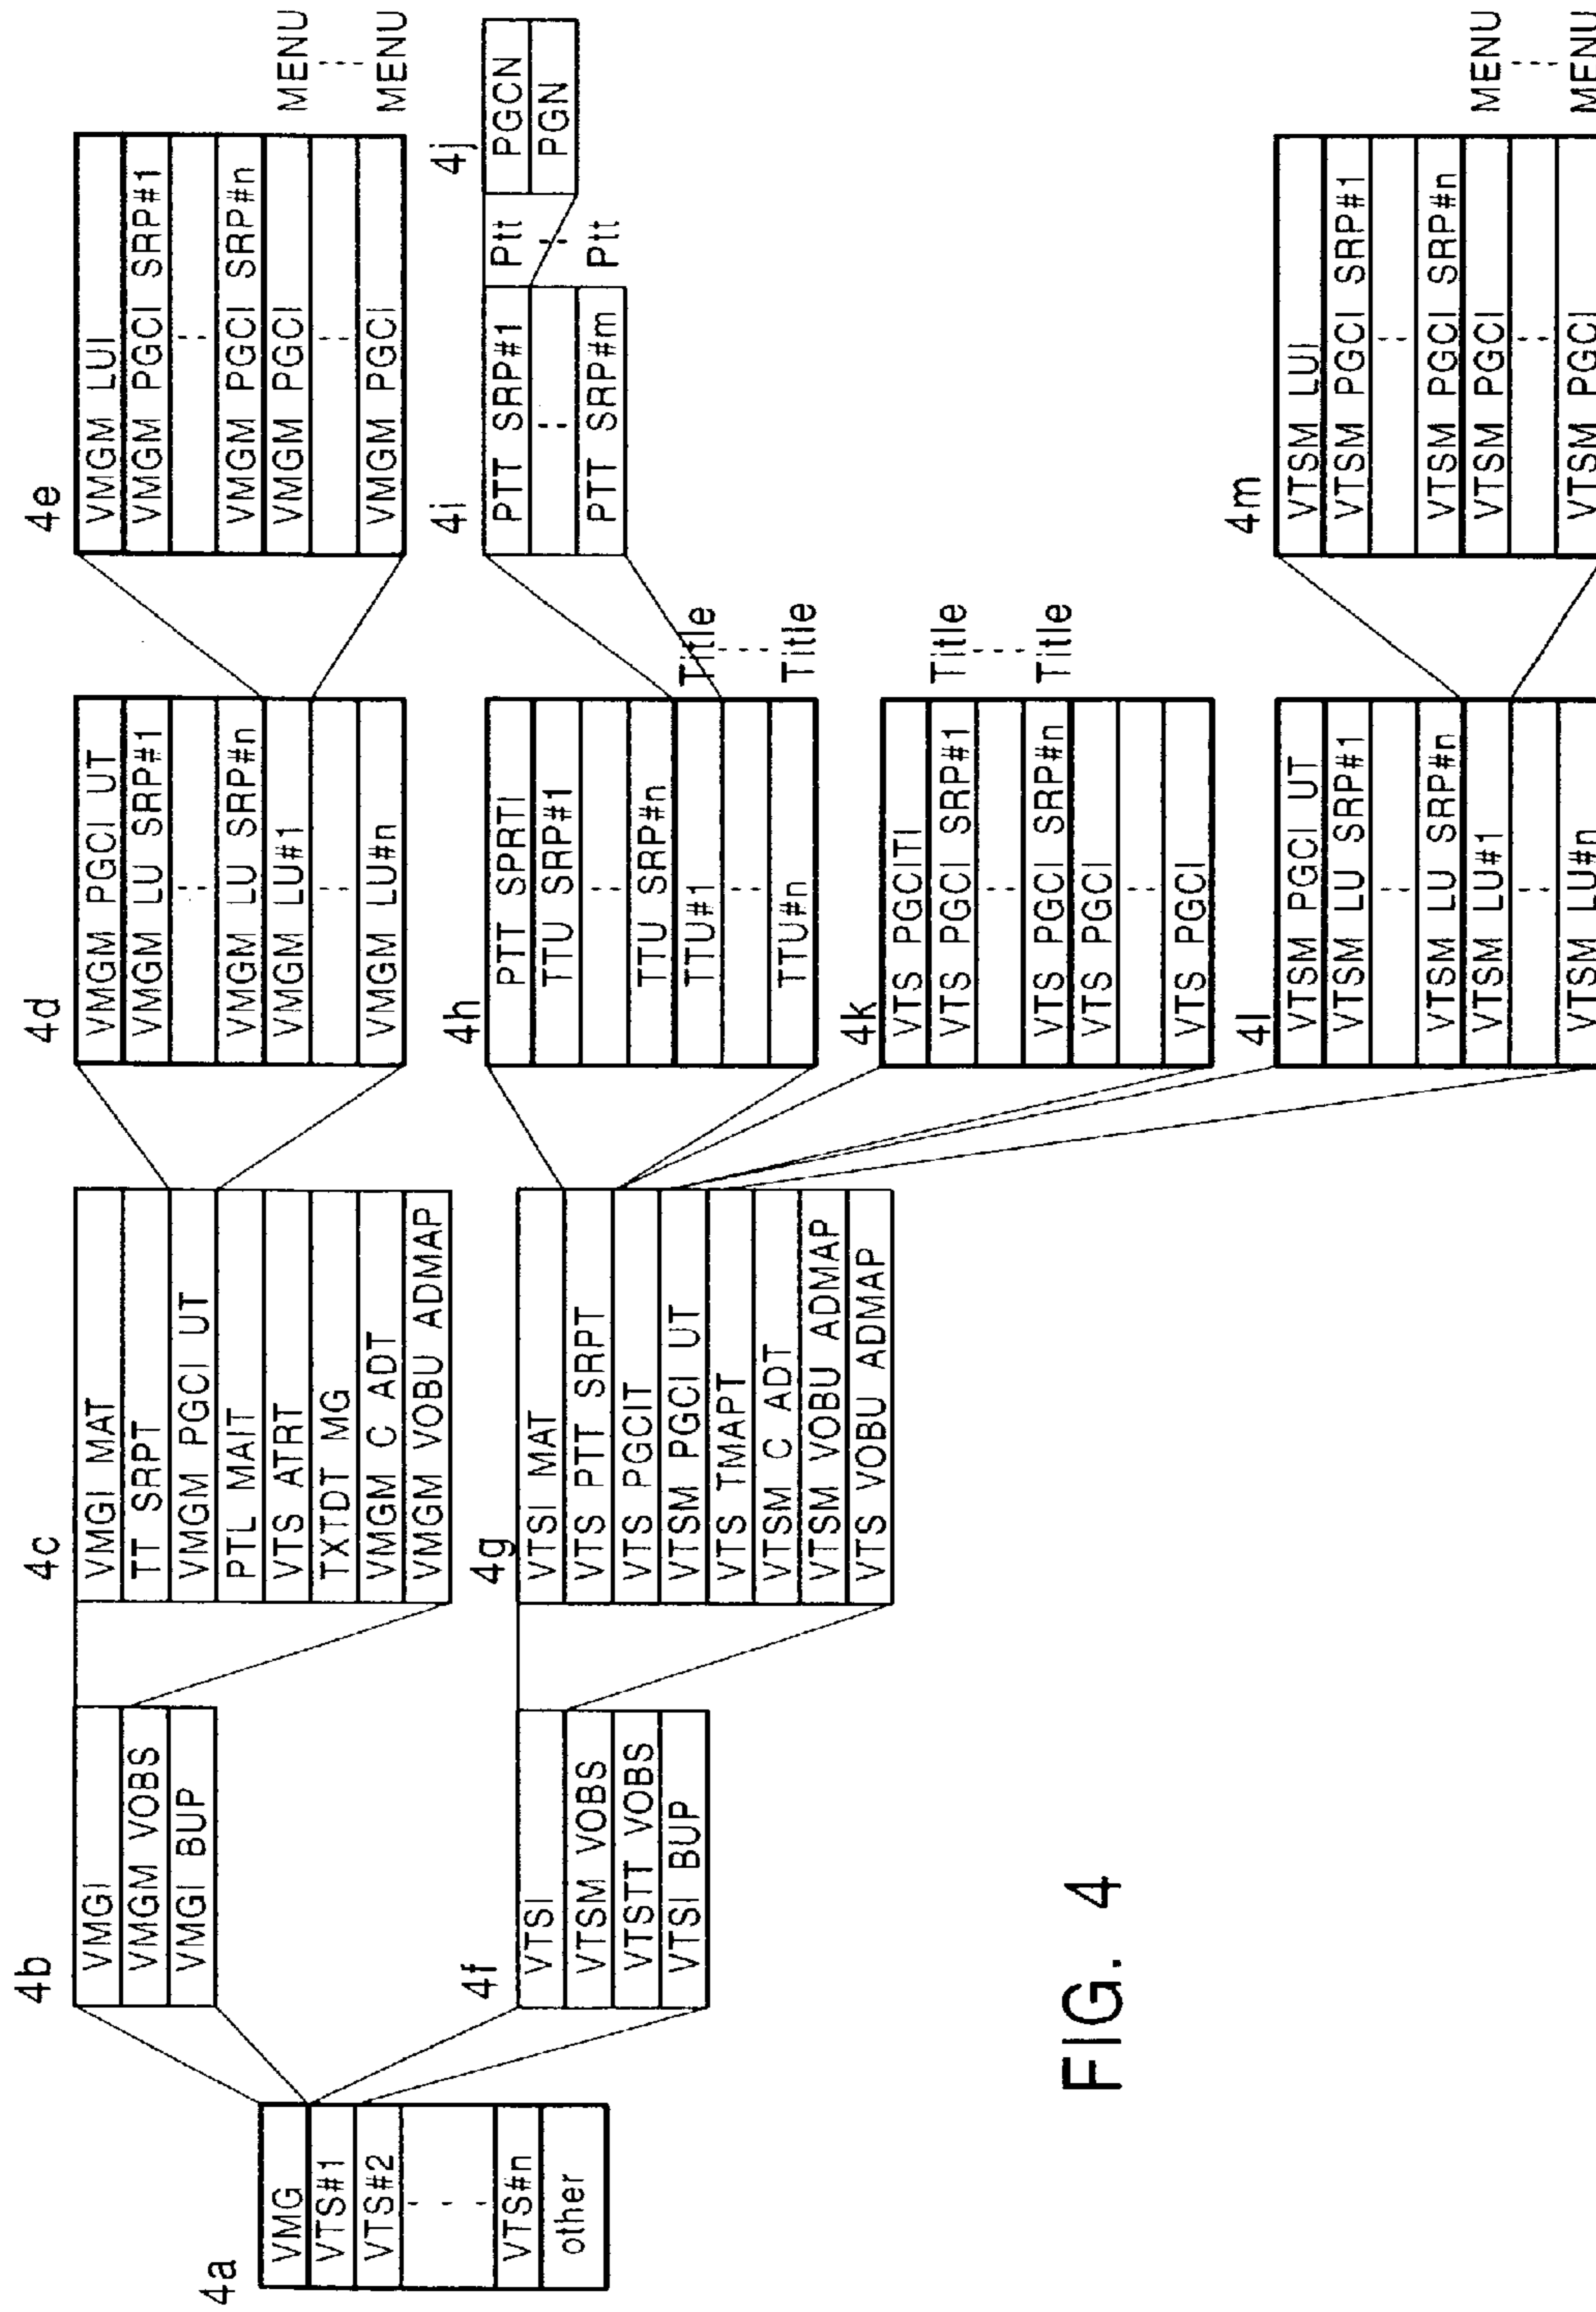 4a
VMG
VTS#1
VTS#2
VTS#n
other
4b
VMGI
VMGM VOBS
VMGI BUP
4c
VMGI MAT
TT SRPT
VMGM PGCI UT
PTL MAIT
VTS ATRT
TXTDT MG
VMGM C ADT
VMGM VOBU ADMAP
4d
VMGM PGCI UT
VMGM LU SRP#1
VMGM LU SRP#n
VMGM LU#1
VMGM LU#n
4e
VMGM LUI
VMGM PGCI SRP#1
VMGM PGCI SRP#n
VMGM PGCI
VMGM PGCI
MENU
MENU
4f
VTSI
VTSM VOBS
VTSTT VOBS
VTSI BUP
4g
VTSI MAT
VTS PTT SRPT
VTS PGCIT
VTSM PGCI UT
VTS TMAPT
VTSM C ADT
VTSM VOBU ADMAP
VTS VOBU ADMAP
4h
PTT SPRTI
TTU SRP#1
TTU SRP#n
TTU#1
TTU#n
Title
Title
4i
PTT SRP#1
PTT SRP#m
Ptt
Ptt
4j
PGCN
PGN
4k
VTS PGCITI
VTS PGCI SRP#1
VTS PGCI SRP#n
VTS PGCI
VTS PGCI
Title
Title
4l
VTSM PGCI UT
VTSM LU SRP#1
VTSM LU SRP#n
VTSM LU#1
VTSM LU#n
4m
VTSM LUI
VTSM PGCI SRP#1
VTSM PGCI SRP#n
VTSM PGCI
VTSM PGCI
MENU
MENU
FIG. 4